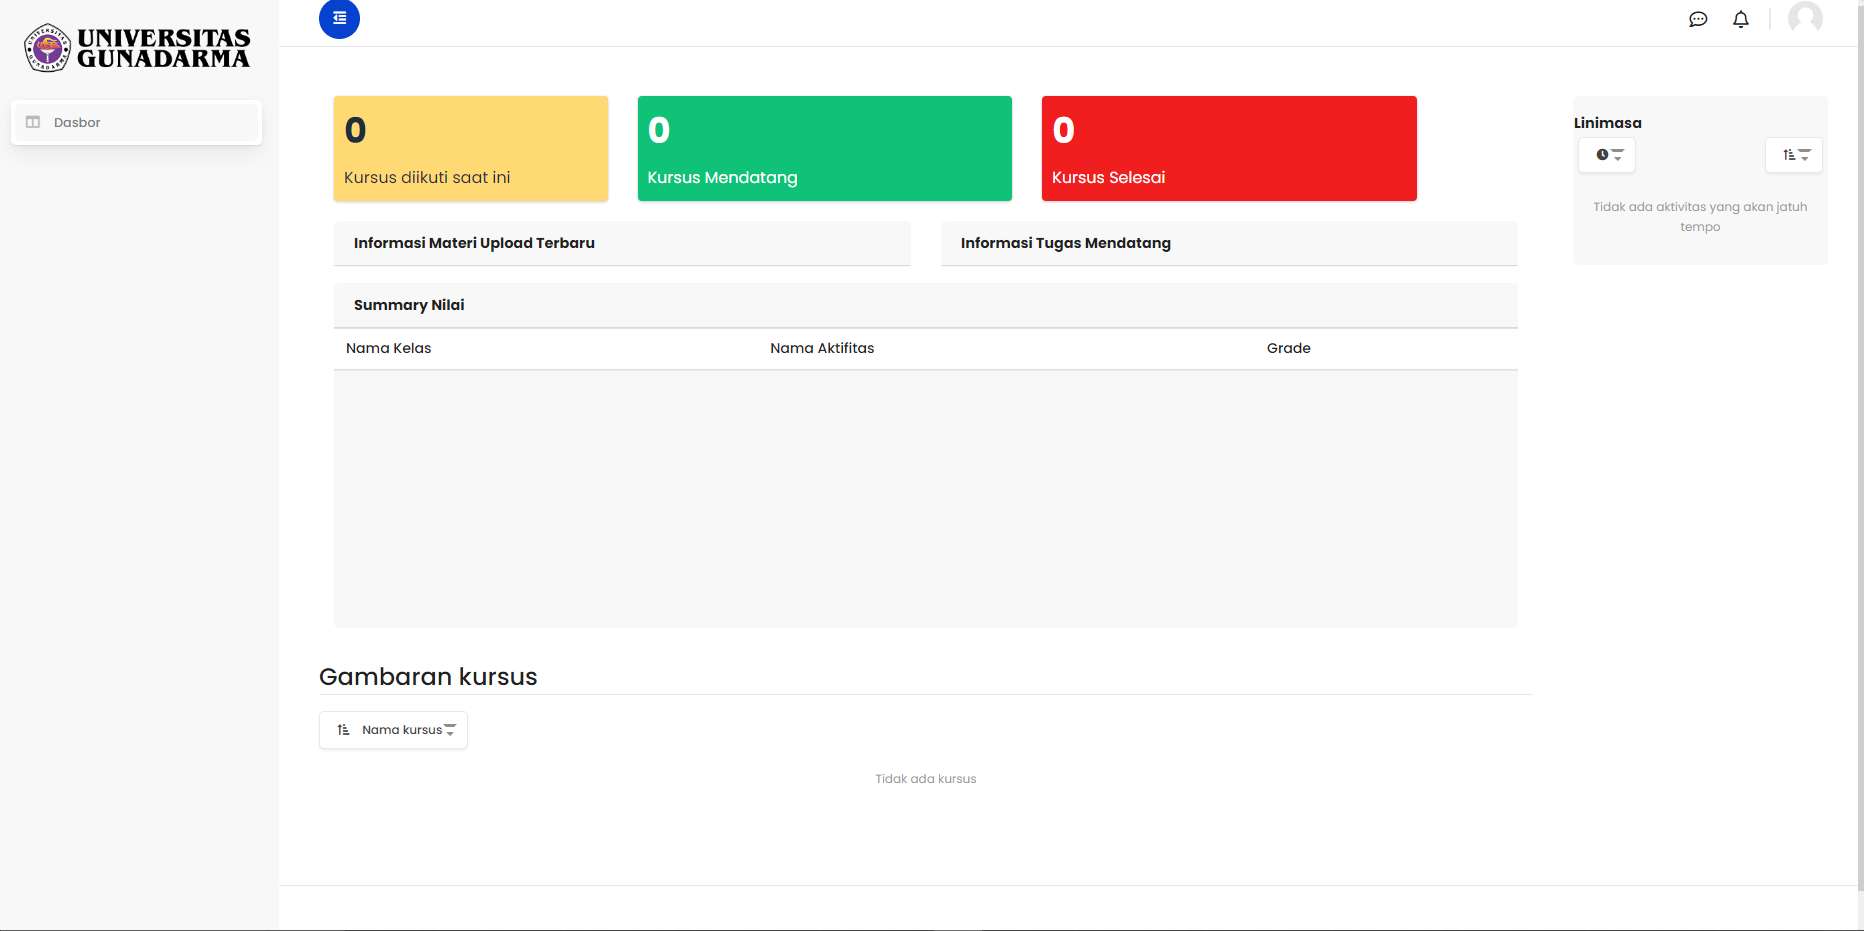 UNIVERSITAS
GUNADARMA
Dasbor
0
Kursus diikuti saat ini
0
Kursus Mendatang
0
Kursus Selesai
Informasi Materi Upload Terbaru
Informasi Tugas Mendatang
Summary Nilai
Nama Kelas Nama Aktifitas Grade
Gambaran kursus
Nama kursus
Tidak ada kursus
Linimasa
Tidak ada aktivitas yang akan jatuh
tempo